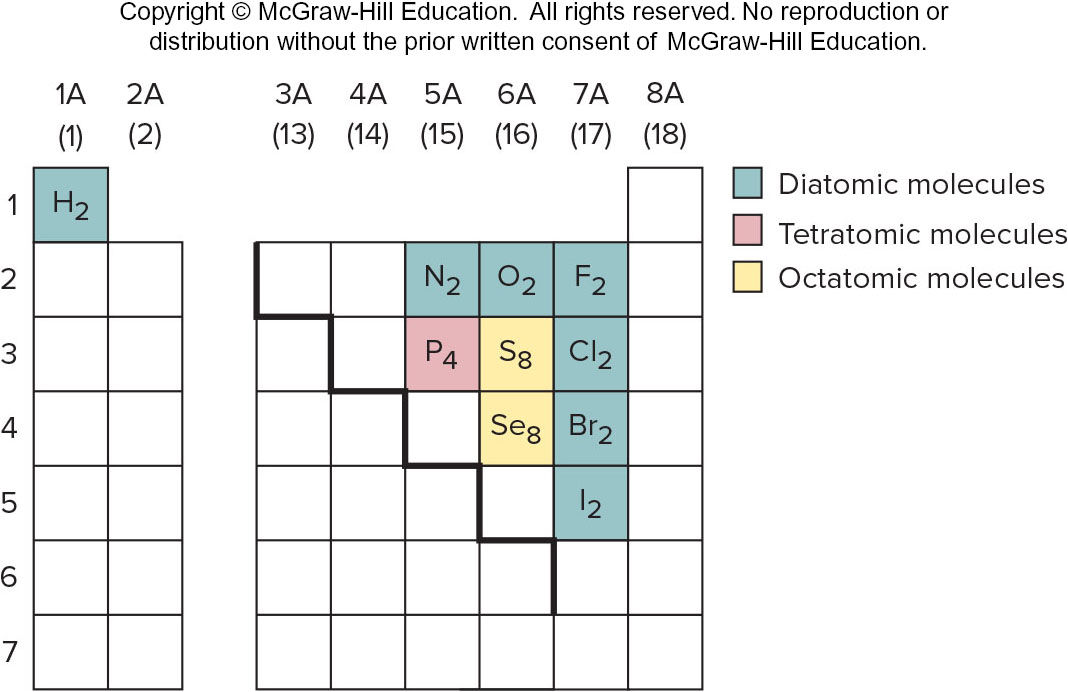 Copyright © McGraw-Hill Education. All rights reserved. No reproduction or
distribution without the prior written consent of McGraw-Hill Education.
1A 2A 3A 4A 5A 6A 7A 8A
(1) (2) (13) (14) (15) (16) (17) (18)
1 H₂
2 N₂ O₂ F₂
3 P₄ S₈ Cl₂
4 Se₈ Br₂
5 I₂
6
7
Diatomic molecules
Tetratomic molecules
Octatomic molecules